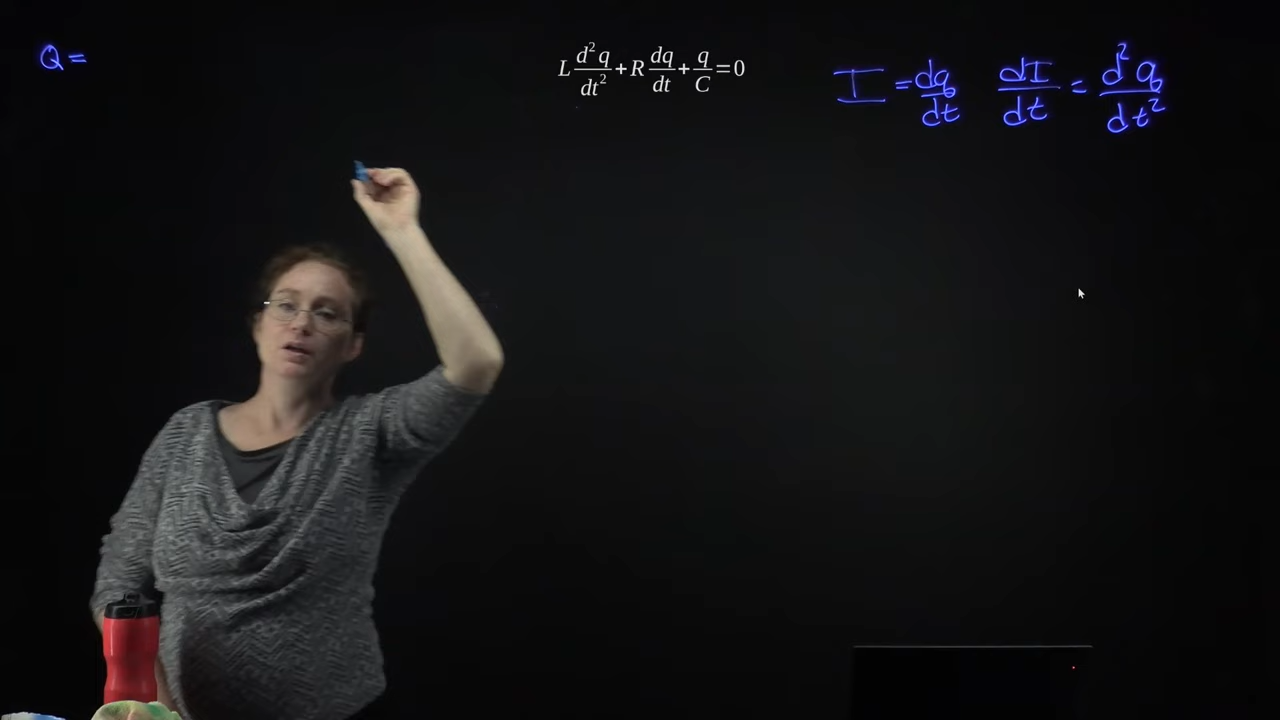 Q =
L d²q/dt² + R dq/dt + q/C = 0
I = dq/dt dI/dt = d²q/dt²